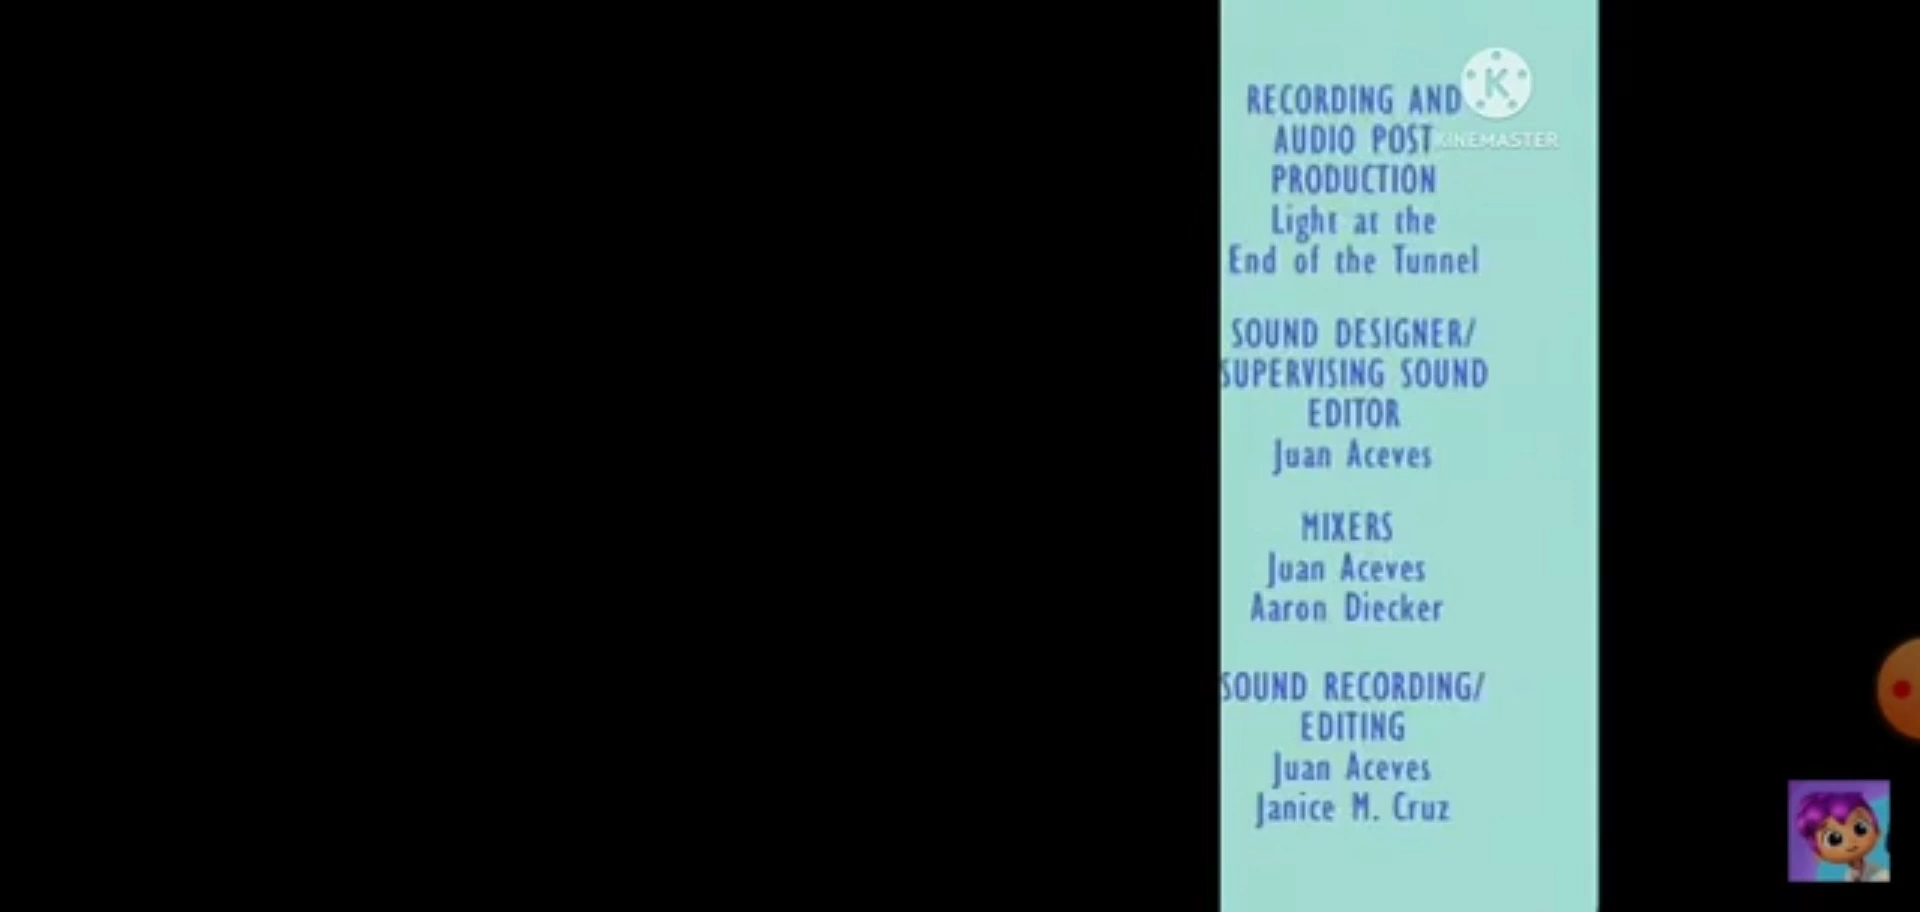 RECORDING AND
AUDIO POST
PRODUCTION
Light at the
End of the Tunnel
SOUND DESIGNER/
SUPERVISING SOUND
EDITOR
Juan Aceves
MIXERS
Juan Aceves
Aaron Diecker
SOUND RECORDING/
EDITING
Juan Aceves
Janice M. Cruz
K
KINEMASTER